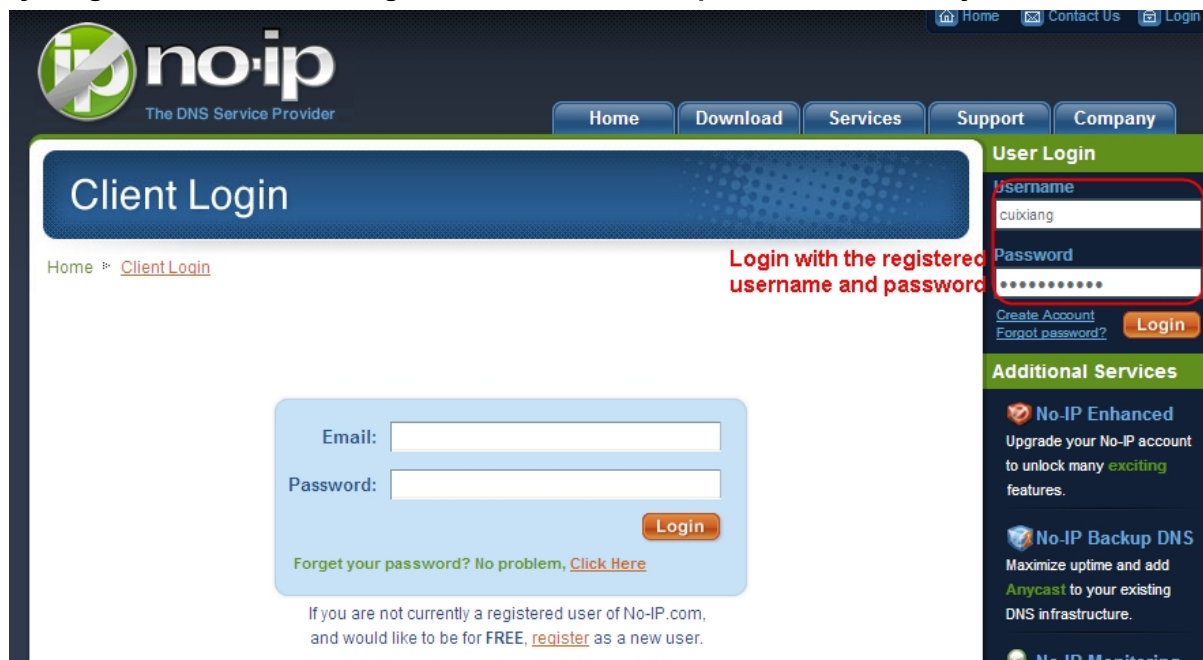 Home Contact Us Login
ip no·ip
The DNS Service Provider
Home Download Services Support Company
Client Login
Home Client Login
Login with the registered
username and password
Email:
Password:
Login
Forget your password? No problem, Click Here
If you are not currently a registered user of No-IP.com,
and would like to be for FREE, register as a new user.
User Login
Username
cuixiang
Password
•••••••••••
Create Account
Forgot password? Login
Additional Services
No-IP Enhanced
Upgrade your No-IP account
to unlock many exciting
features.
No-IP Backup DNS
Maximize uptime and add
Anycast to your existing
DNS infrastructure.
No-IP Monitoring